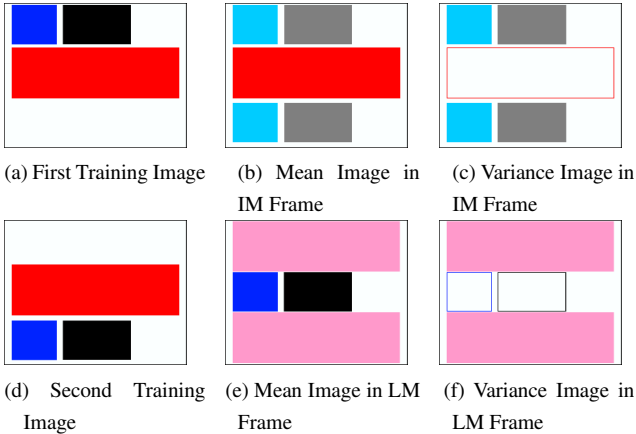 (a) First Training Image
(b) Mean Image in
IM Frame
(c) Variance Image in
IM Frame
(d) Second Training
Image
(e) Mean Image in LM
Frame
(f) Variance Image in
LM Frame